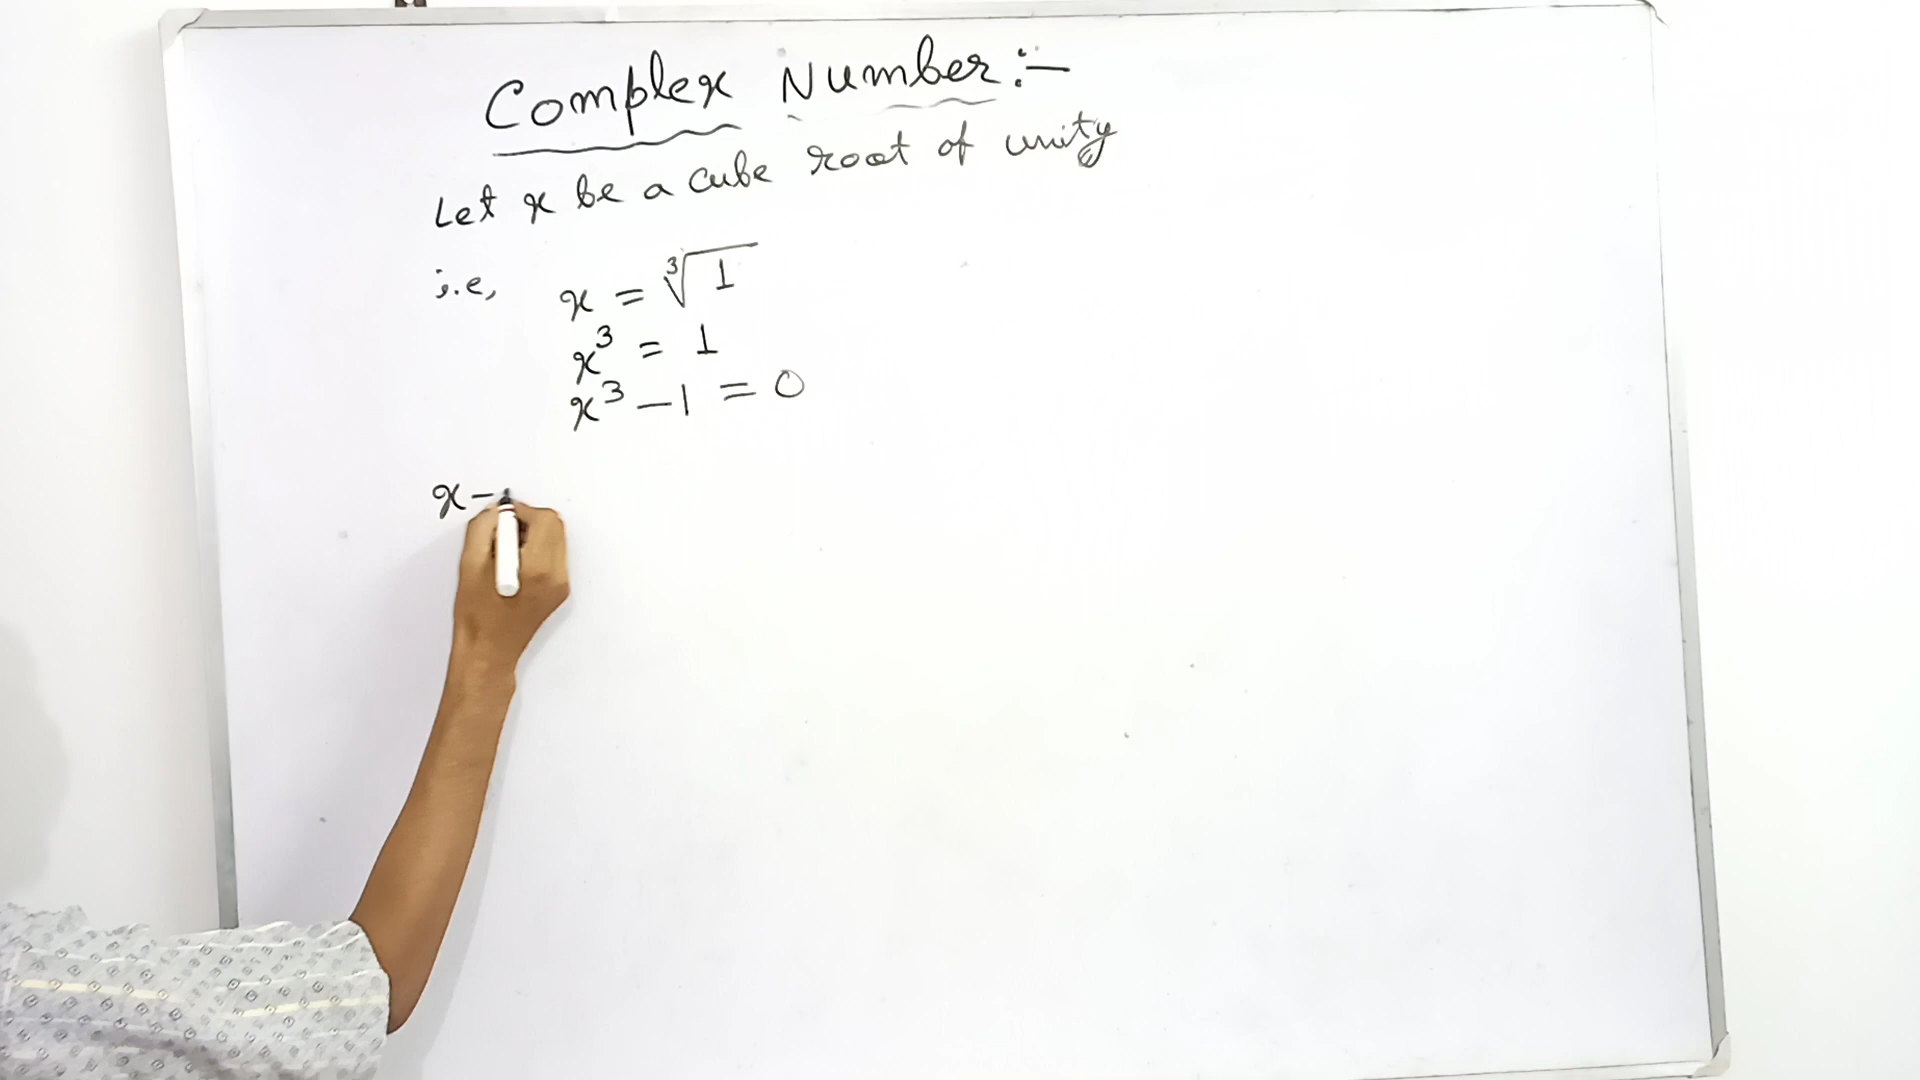 Complex Number :-
Let x be a cube root of unity
i.e, x = ∛1
x³ = 1
x³ - 1 = 0
x -